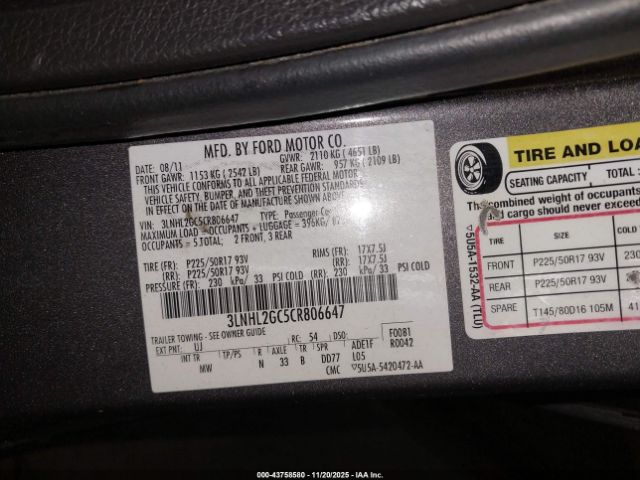 MFD. BY FORD MOTOR CO.
DATE: 08/11
GVWR: 2110 KG ( 4651 LB)
FRONT GAWR: 1153 KG ( 2542 LB)
REAR GAWR: 957 KG ( 2109 LB)
THIS VEHICLE CONFORMS TO ALL APPLICABLE FEDERAL MOTOR
VEHICLE SAFETY, BUMPER, AND THEFT PREVENTION STANDARDS
IN EFFECT ON THE DATE OF MANUFACTURE SHOWN ABOVE.
VIN: 3LNHL2GC5CR806647
TYPE: Passenger Car
MAXIMUM LOAD = OCCUPANTS + LUGGAGE = 396KG/
OCCUPANTS = 5 TOTAL; 2 FRONT, 3 REAR
TIRE (FR): P225/50R17 93V
RIMS (FR): 17X7.5J
P225/50R17 93V
17X7.5J
PRESSURE (FR): 230 kPa/ 33 PSI COLD
230 kPa/ 33 PSI COLD
3LNHL2GC5CR806647
TRAILER TOWING - SEE OWNER GUIDE
EXT PNT: UJ RC: 54 DSO: F0081
R0042
INT TR TP/PS R AXLE TR SPR ADE1F
MW N 33 B DD77 L05
CMC ▽5U5A-5420472-AA
TIRE AND LOA
SEATING CAPACITY TOTAL :
The combined weight of occupants
and cargo should never exceed
TIRE SIZE COLD
FRONT P225/50R17 93V 230
REAR P225/50R17 93V
SPARE T145/80D16 105M 41
▽5U5A-1532-AA (TLU)
000-43758580 — 11/20/2025 — IAAI, Inc.